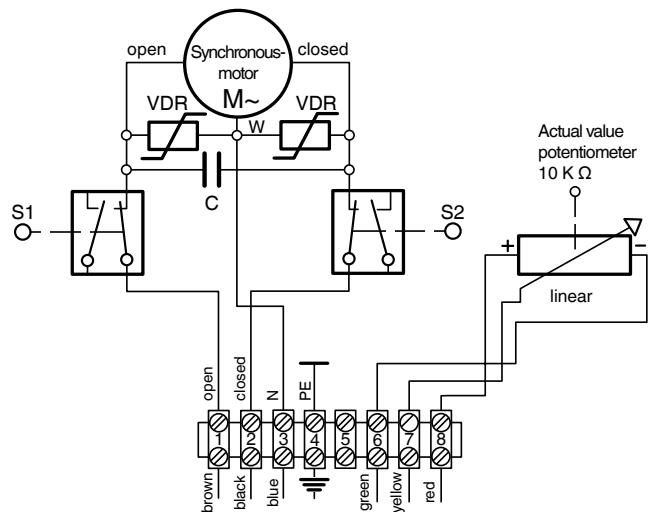 open
Synchronous-
motor
M~
closed
VDR
VDR
W
C
S1
S2
Actual value
potentiometer
10 K Ω
+
−
linear
open
closed
N
PE
1
2
3
4
5
6
7
8
brown
black
blue
green
yellow
red